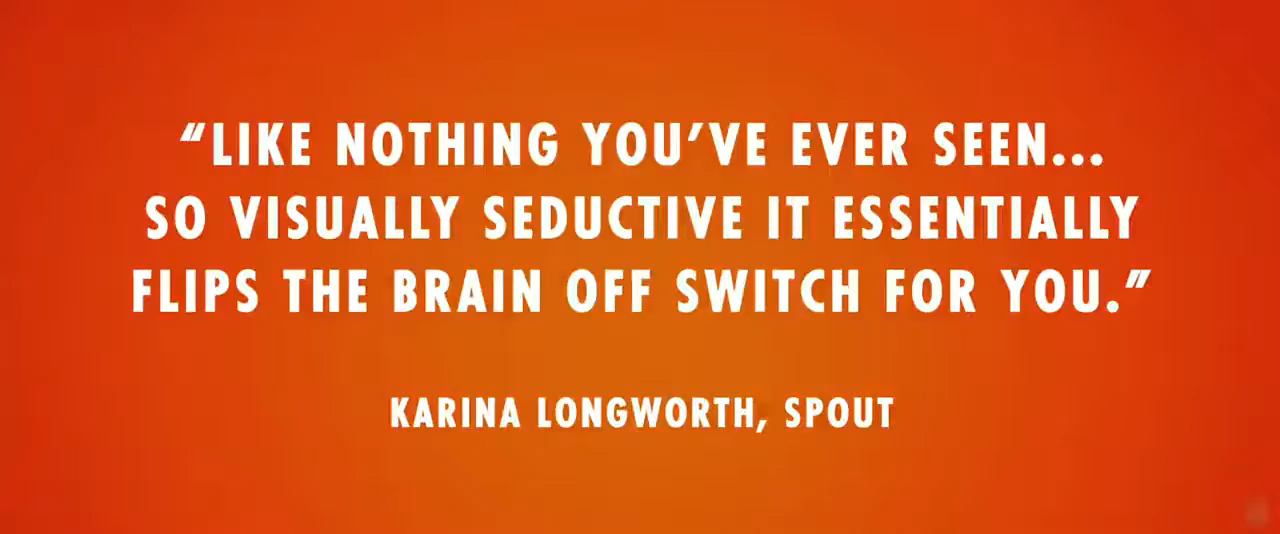 “LIKE NOTHING YOU’VE EVER SEEN...
SO VISUALLY SEDUCTIVE IT ESSENTIALLY
FLIPS THE BRAIN OFF SWITCH FOR YOU.”
KARINA LONGWORTH, SPOUT